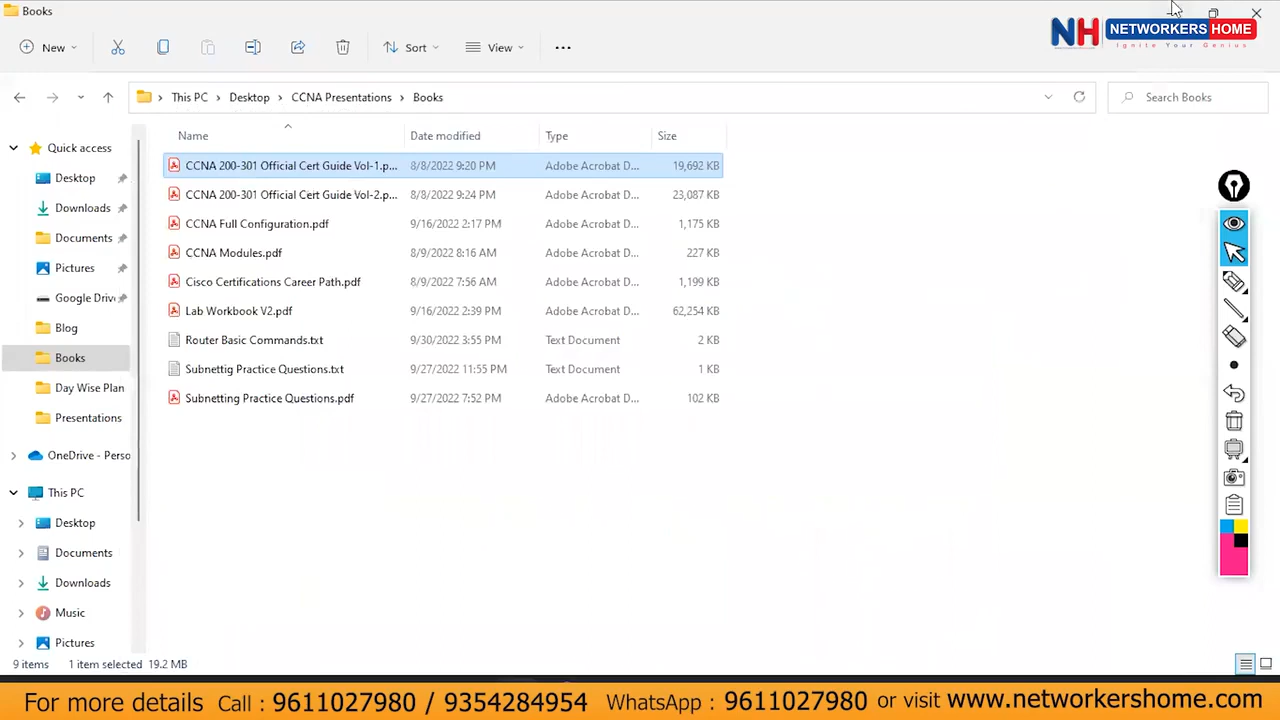 Books
NH NETWORKERS HOME
Ignite Your Genius
New Sort View
This PC > Desktop > CCNA Presentations > Books Search Books
Name Date modified Type Size
Quick access
Desktop
Downloads
Documents
Pictures
Google Driv
Blog
Books
Day Wise Plan
Presentations
OneDrive - Perso
This PC
Desktop
Documents
Downloads
Music
Pictures
CCNA 200-301 Official Cert Guide Vol-1.p... 8/8/2022 9:20 PM Adobe Acrobat D... 19,692 KB
CCNA 200-301 Official Cert Guide Vol-2.p... 8/8/2022 9:24 PM Adobe Acrobat D... 23,087 KB
CCNA Full Configuration.pdf 9/16/2022 2:17 PM Adobe Acrobat D... 1,175 KB
CCNA Modules.pdf 8/9/2022 8:16 AM Adobe Acrobat D... 227 KB
Cisco Certifications Career Path.pdf 8/9/2022 7:56 AM Adobe Acrobat D... 1,199 KB
Lab Workbook V2.pdf 9/16/2022 2:39 PM Adobe Acrobat D... 62,254 KB
Router Basic Commands.txt 9/30/2022 3:55 PM Text Document 2 KB
Subnettig Practice Questions.txt 9/27/2022 11:55 PM Text Document 1 KB
Subnetting Practice Questions.pdf 9/27/2022 7:52 PM Adobe Acrobat D... 102 KB
9 items 1 item selected 19.2 MB
For more details Call : 9611027980 / 9354284954 WhatsApp : 9611027980 or visit www.networkershome.com